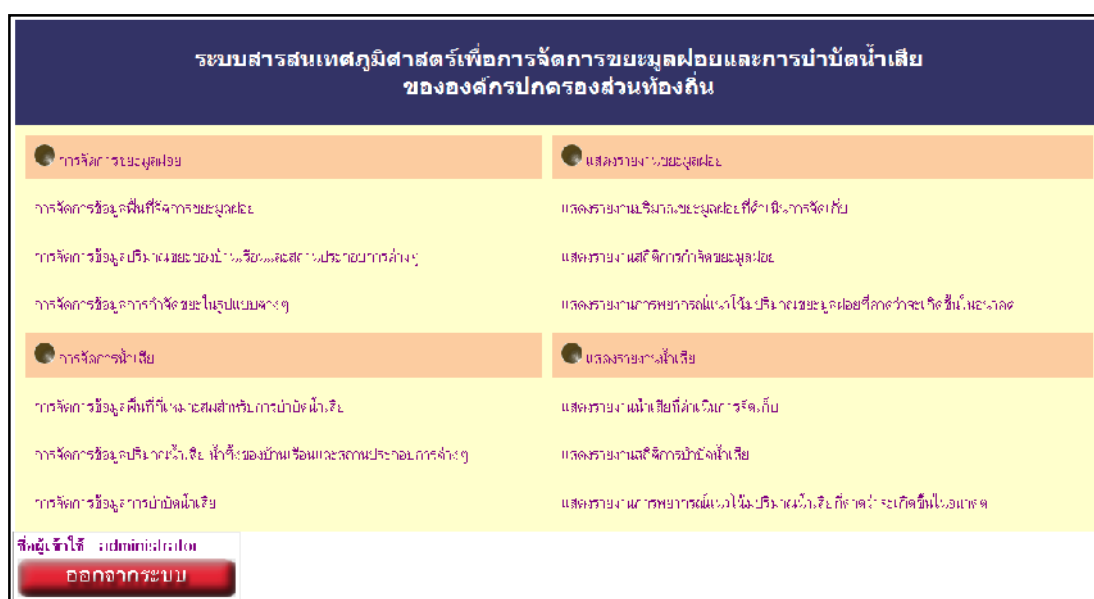 ระบบสารสนเทศภูมิศาสตร์เพื่อการจัดการขยะมูลฝอยและการบำบัดน้ำเสีย
ขององค์กรปกครองส่วนท้องถิ่น
การจัดการขยะมูลฝอย
แสดงรายงานขยะมูลฝอย
การจัดการข้อมูลพื้นที่จัดการขยะมูลฝอย
แสดงรายงานปริมาณขยะมูลฝอยที่ดำเนินการจัดเก็บ
การจัดการข้อมูลปริมาณขยะของบ้านเรือนและสถานประกอบการต่างๆ
แสดงรายงานสถิติการกำจัดขยะมูลฝอย
การจัดการข้อมูลการกำจัดขยะในรูปแบบต่างๆ
แสดงรายงานการพยากรณ์แนวโน้มปริมาณขยะมูลฝอยที่คาดว่าจะเกิดขึ้นในอนาคต
การจัดการน้ำเสีย
แสดงรายงานน้ำเสีย
การจัดการข้อมูลพื้นที่ที่เหมาะสมสำหรับการบำบัดน้ำเสีย
แสดงรายงานน้ำเสียที่ดำเนินการจัดเก็บ
การจัดการข้อมูลปริมาณน้ำเสีย น้ำทิ้งของบ้านเรือนและสถานประกอบการต่างๆ
แสดงรายงานสถิติการบำบัดน้ำเสีย
การจัดการข้อมูลการบำบัดน้ำเสีย
แสดงรายงานการพยากรณ์แนวโน้มปริมาณน้ำเสียที่คาดว่าจะเกิดขึ้นในอนาคต
ชื่อผู้เข้าใช้ administrator
ออกจากระบบ